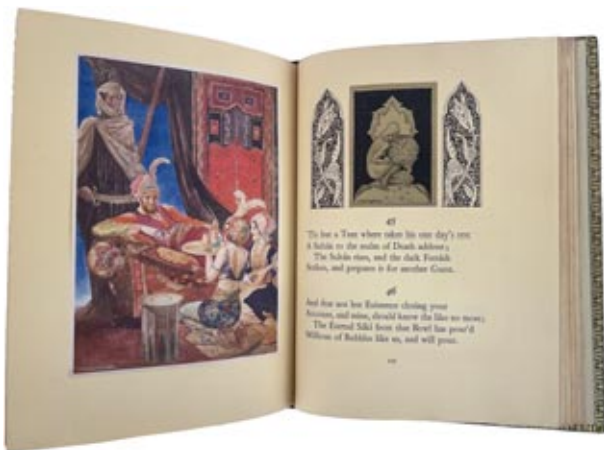 45
'Tis but a Tent where takes his one day's rest
A Sultán to the realm of Death addrest;
The Sultán rises, and the dark Ferrásh
Strikes, and prepares it for another Guest.
46
And fear not lest Existence closing your
Account, and mine, should know the like no more;
The Eternal Sákí from that Bowl has pour'd
Millions of Bubbles like us, and will pour.